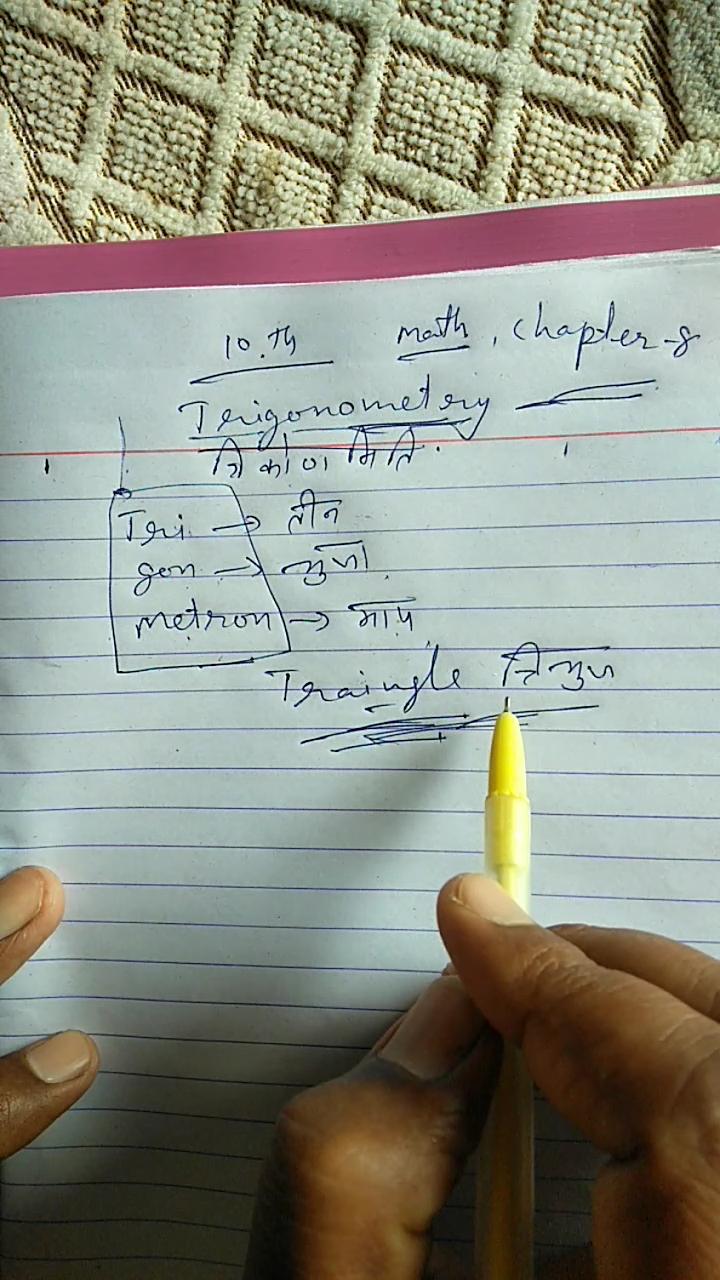 10.th math, chapter-8
Trigonometry
त्रिकोणमिति.
Tri → तीन
gon → भुजा
metron → माप
Traingle त्रिभुज